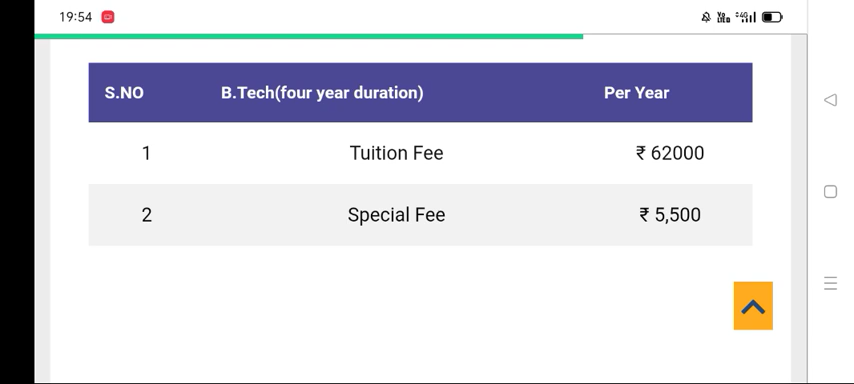 19:54
S.NO B.Tech(four year duration) Per Year
1 Tuition Fee ₹ 62000
2 Special Fee ₹ 5,500